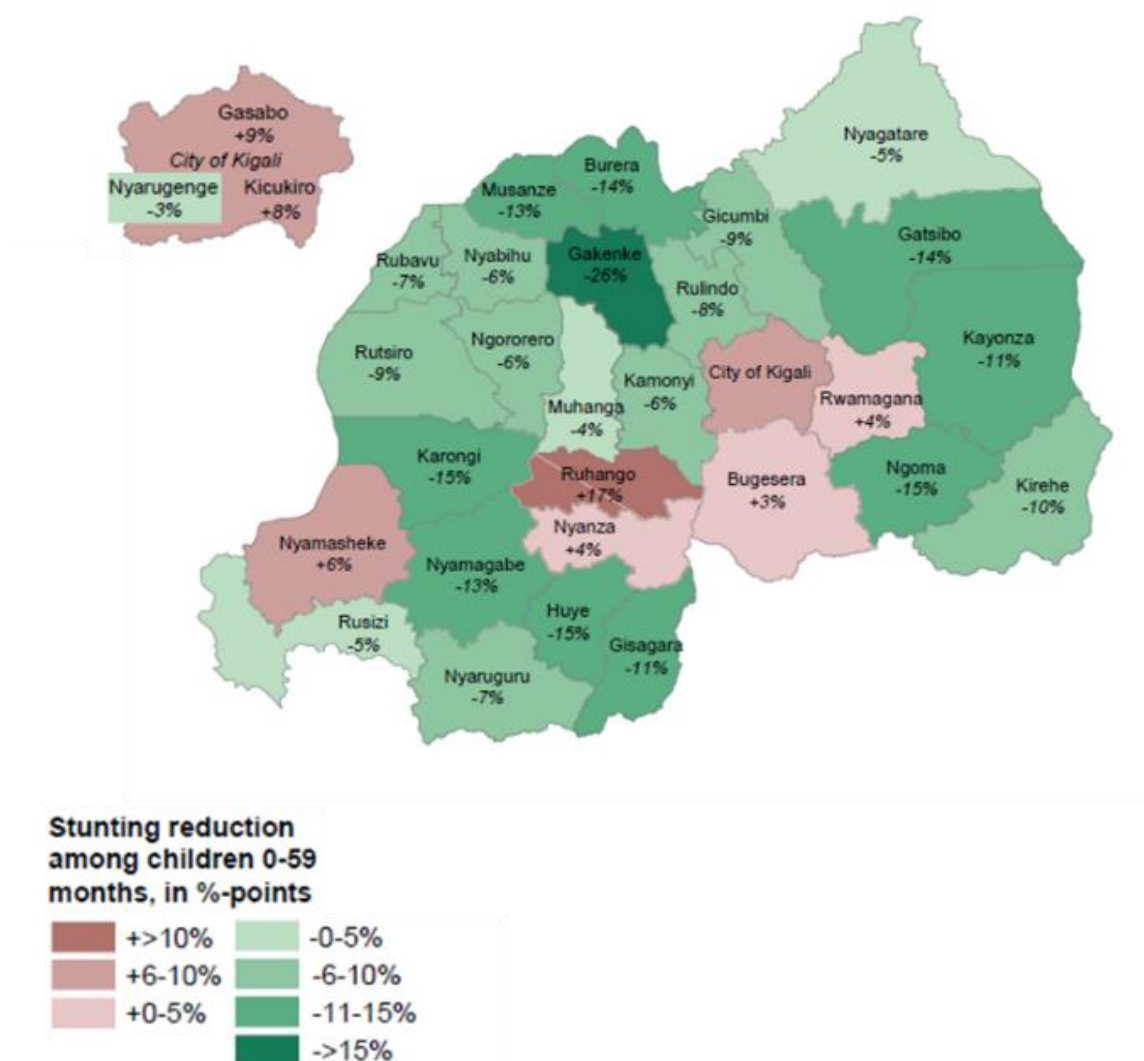 Gasabo
+9%
City of Kigali
Nyarugenge
-3%
Kicukiro
+8%
Nyagatare
-5%
Burera
-14%
Musanze
-13%
Gicumbi
-9%
Gatsibo
-14%
Rubavu
-7%
Nyabihu
-6%
Gakenke
-26%
Rulindo
-8%
Rutsiro
-9%
Ngororero
-6%
Kayonza
-11%
Muhanga
-4%
Kamonyi
-6%
City of Kigali
Rwamagana
+4%
Karongi
-15%
Ruhango
+17%
Bugesera
+3%
Ngoma
-15%
Kirehe
-10%
Nyanza
+4%
Nyamasheke
+6%
Nyamagabe
-13%
Huye
-15%
Rusizi
-5%
Gisagara
-11%
Nyaruguru
-7%
Stunting reduction
among children 0-59
months, in %-points
+>10%
+6-10%
+0-5%
-0-5%
-6-10%
-11-15%
->15%